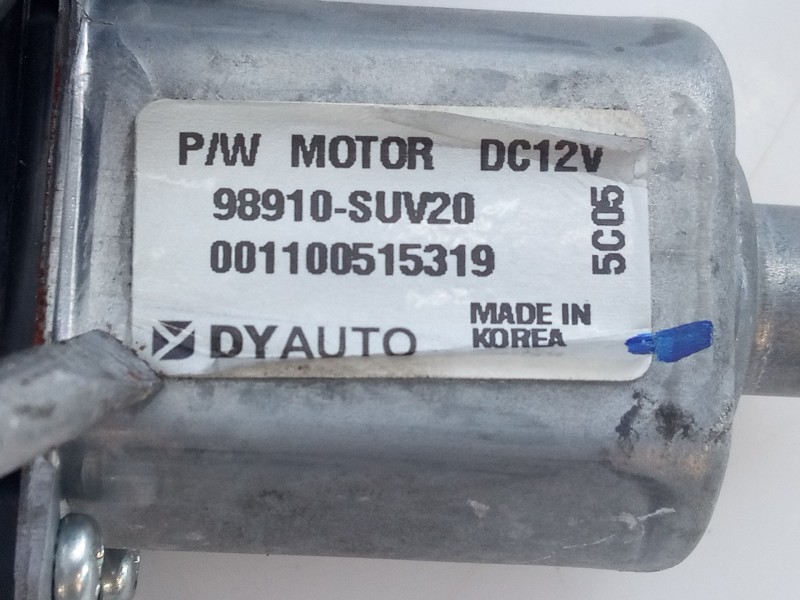 P/W MOTOR DC12V
98910-SUV20
001100515319
5C05
DYAUTO
MADE IN
KOREA